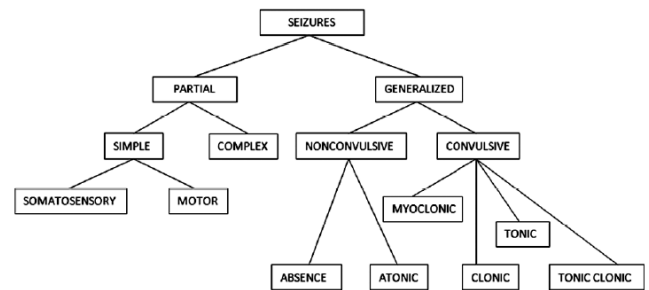 SEIZURES
PARTIAL
GENERALIZED
SIMPLE
COMPLEX
NONCONVULSIVE
CONVULSIVE
SOMATOSENSORY
MOTOR
MYOCLONIC
TONIC
ABSENCE
ATONIC
CLONIC
TONIC CLONIC